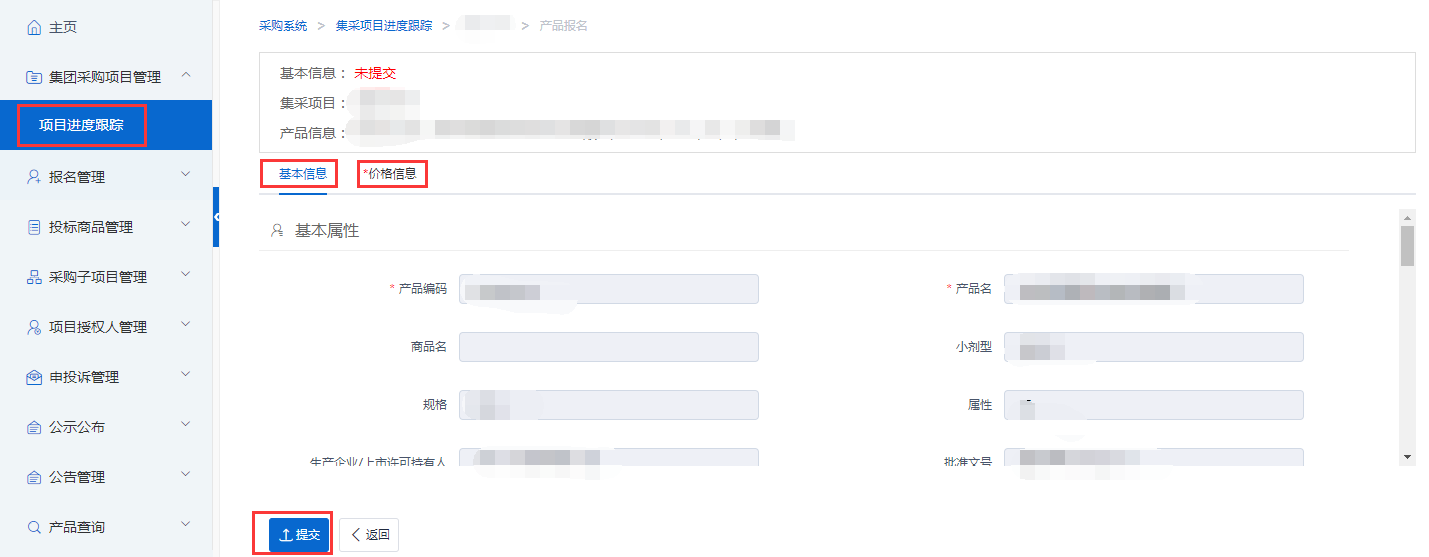 主页
集团采购项目管理
项目进度跟踪
报名管理
投标商品管理
采购子项目管理
项目授权人管理
申投诉管理
公示公布
公告管理
产品查询
采购系统 > 集采项目进度跟踪 > > 产品报名
基本信息： 未提交
集采项目：
产品信息：
基本信息 *价格信息
基本属性
* 产品编码 * 产品名
商品名 小剂型
规格 属性
生产企业/上市许可持有人 批准文号
提交 返回